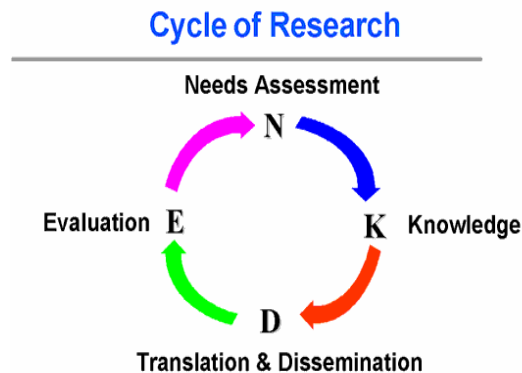 Cycle of Research
Needs Assessment
N
Evaluation E
K Knowledge
D
Translation & Dissemination